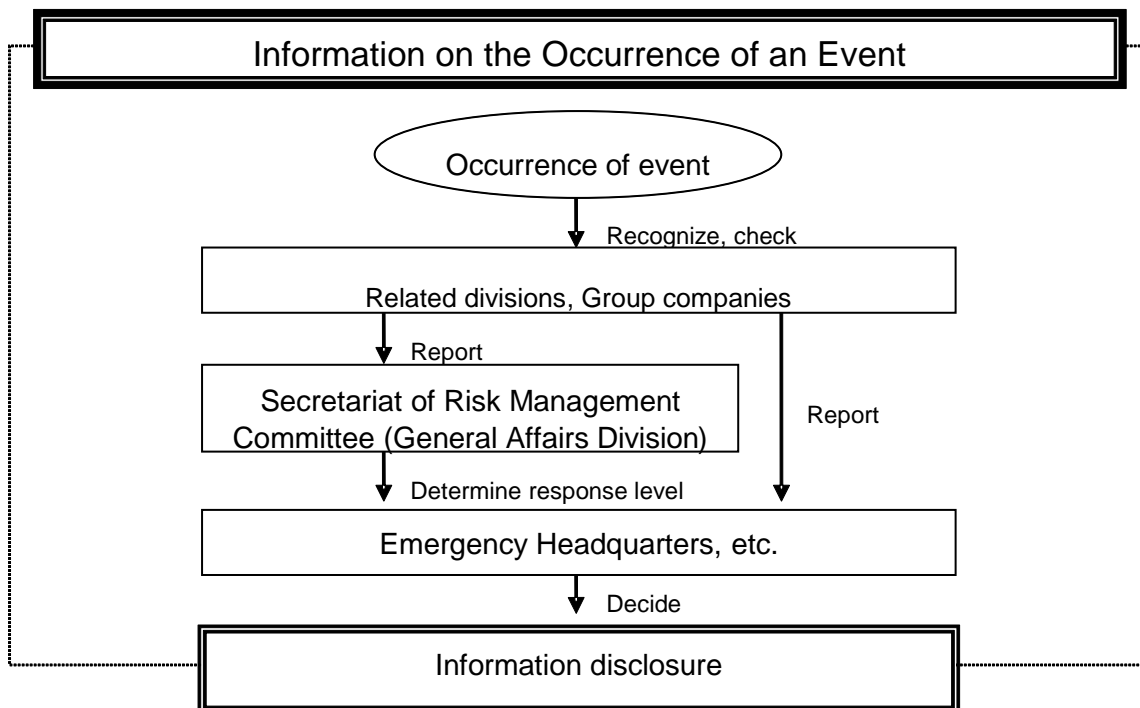 Information on the Occurrence of an Event
Occurrence of event
Recognize, check
Related divisions, Group companies
Report
Secretariat of Risk Management
Committee (General Affairs Division)
Report
Determine response level
Emergency Headquarters, etc.
Decide
Information disclosure